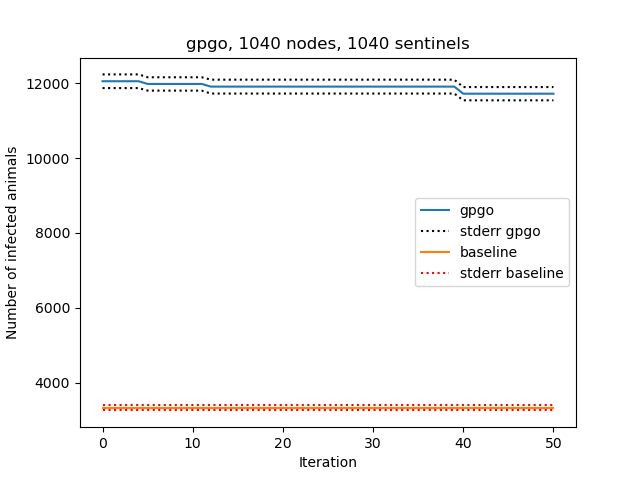 gpgo, 1040 nodes, 1040 sentinels
Number of infected animals
12000
10000
8000
6000
4000
gpgo
stderr gpgo
baseline
stderr baseline
0 10 20 30 40 50
Iteration